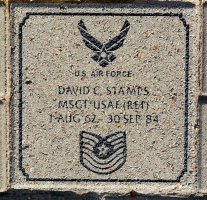 U.S. AIR FORCE
DAVID C. STAMPS
MSGT. USAF (RET)
1 AUG 62 30 SEP 84